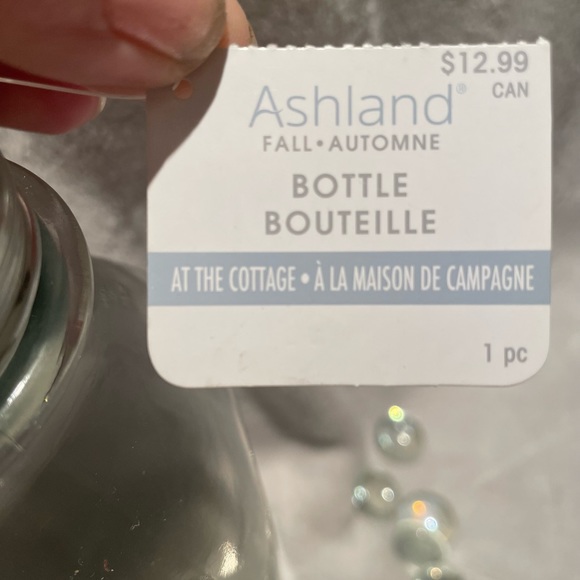 $12.99
CAN
Ashland®
FALL • AUTOMNE
BOTTLE
BOUTEILLE
AT THE COTTAGE • À LA MAISON DE CAMPAGNE
1 pc